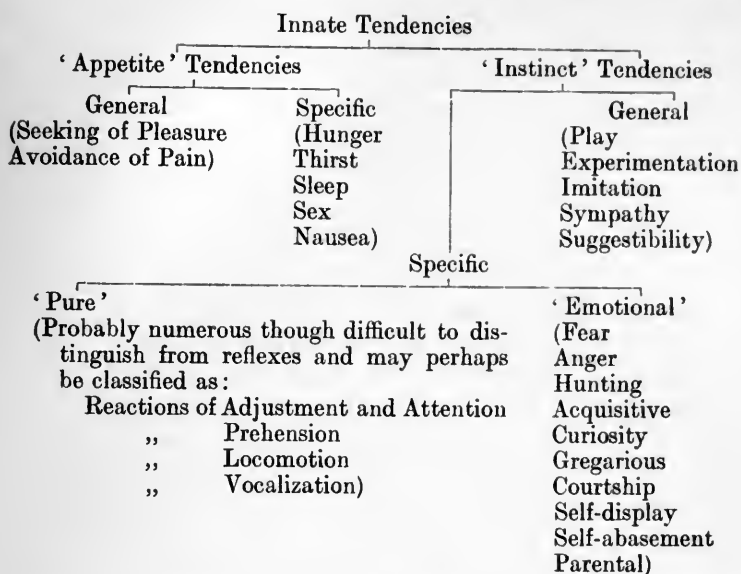 Innate Tendencies
‘ Appetite ’ Tendencies
‘ Instinct ’ Tendencies
General
(Seeking of Pleasure
Avoidance of Pain)
Specific
(Hunger
Thirst
Sleep
Sex
Nausea)
General
(Play
Experimentation
Imitation
Sympathy
Suggestibility)
Specific
‘ Pure ’
(Probably numerous though difficult to dis-
tinguish from reflexes and may perhaps
be classified as :
Reactions of Adjustment and Attention
„ Prehension
„ Locomotion
„ Vocalization)
‘ Emotional ’
(Fear
Anger
Hunting
Acquisitive
Curiosity
Gregarious
Courtship
Self-display
Self-abasement
Parental)